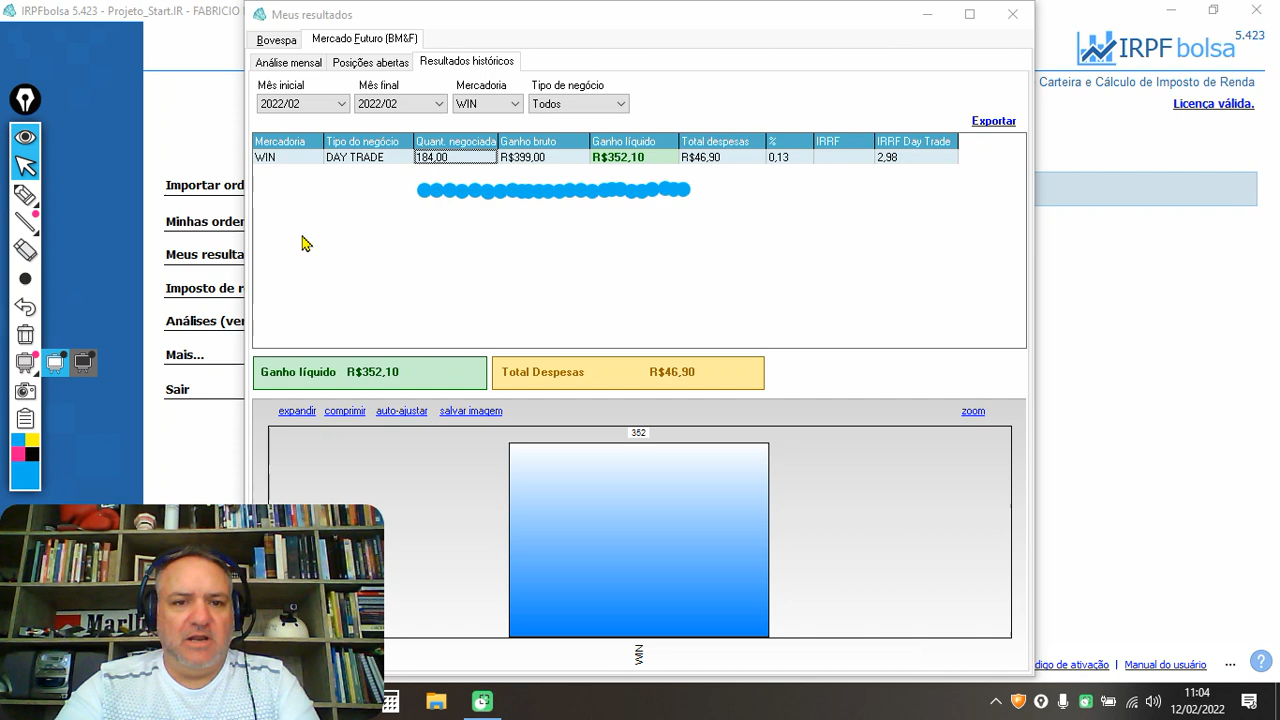 IRPFbolsa 5.423 - Projeto_Start.IR - FABRICIO
Meus resultados
5.423
IRPF bolsa
Carteira e Cálculo de Imposto de Renda
Licença válida.
Bovespa
Mercado Futuro (BM&F)
Análise mensal
Posições abertas
Resultados históricos
Mês inicial
Mês final
Mercadoria
Tipo de negócio
2022/02
2022/02
WIN
Todos
Exportar
Mercadoria Tipo do negócio Quant. negociada Ganho bruto Ganho líquido Total despesas % IRRF IRRF Day Trade
WIN DAY TRADE 184,00 R$399,00 R$352,10 R$46,90 0,13 2,98
Importar ord
Minhas order
Meus resulta
Imposto de r
Análises (ver
Mais...
Sair
Ganho líquido R$352,10
Total Despesas R$46,90
expandir
comprimir
auto-ajustar
salvar imagem
zoom
352
WIN
digo de ativação
Manual do usuário
...
?
11:04
12/02/2022